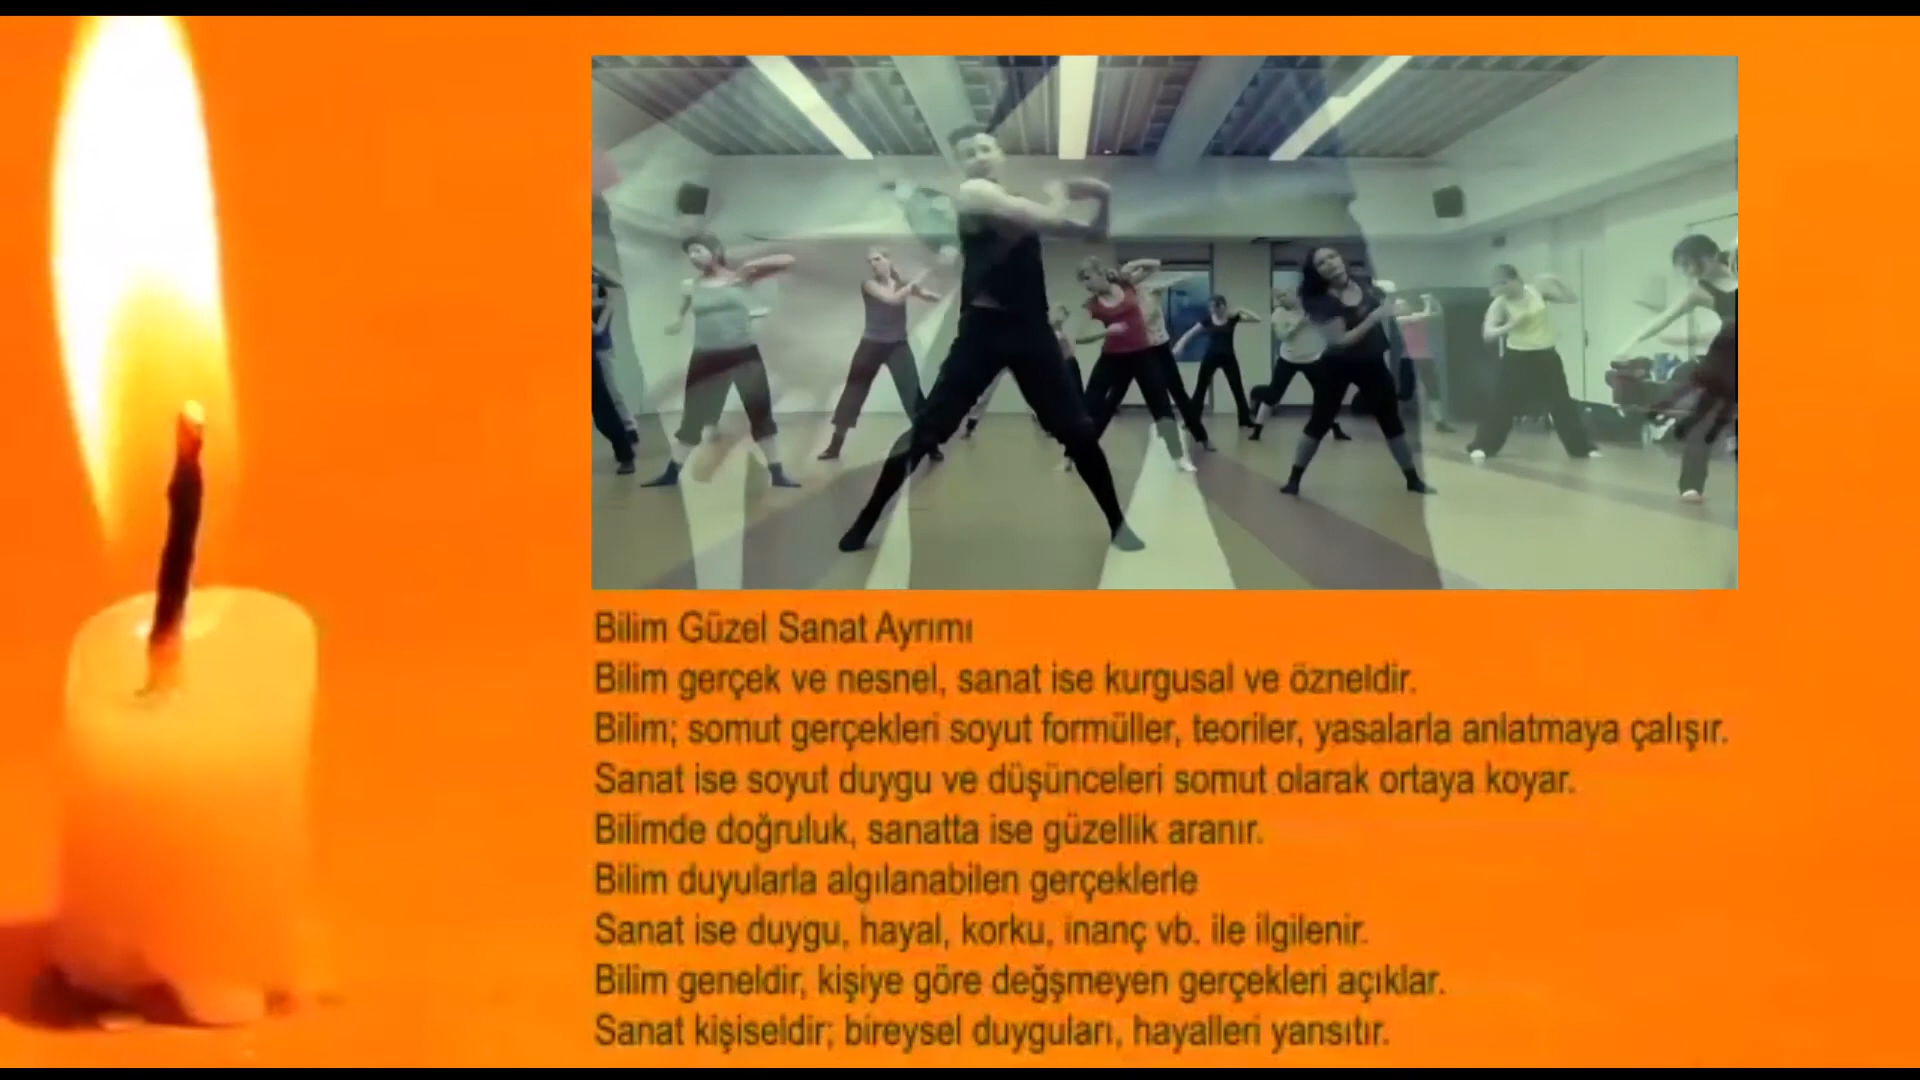 Bilim Güzel Sanat Ayrımı
Bilim gerçek ve nesnel, sanat ise kurgusal ve özneldir.
Bilim; somut gerçekleri soyut formüller, teoriler, yasalarla anlatmaya çalışır.
Sanat ise soyut duygu ve düşünceleri somut olarak ortaya koyar.
Bilimde doğruluk, sanatta ise güzellik aranır.
Bilim duyularla algılanabilen gerçeklerle
Sanat ise duygu, hayal, korku, inanç vb. ile ilgilenir.
Bilim geneldir, kişiye göre değşmeyen gerçekleri açıklar.
Sanat kişiseldir; bireysel duyguları, hayalleri yansıtır.